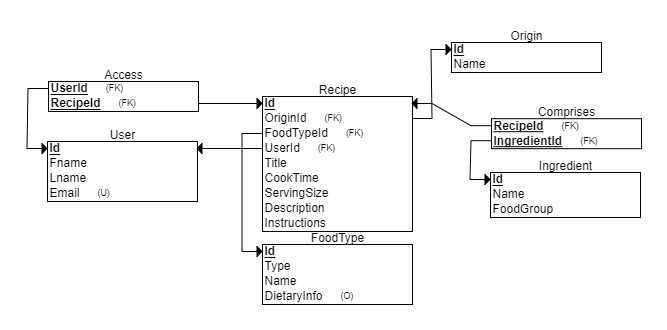 Access
UserId (FK)
RecipeId (FK)
User
Id
Fname
Lname
Email (U)
Recipe
Id
OriginId (FK)
FoodTypeId (FK)
UserId (FK)
Title
CookTime
ServingSize
Description
Instructions
FoodType
Id
Type
Name
DietaryInfo (O)
Origin
Id
Name
Comprises
RecipeId (FK)
IngredientId (FK)
Ingredient
Id
Name
FoodGroup